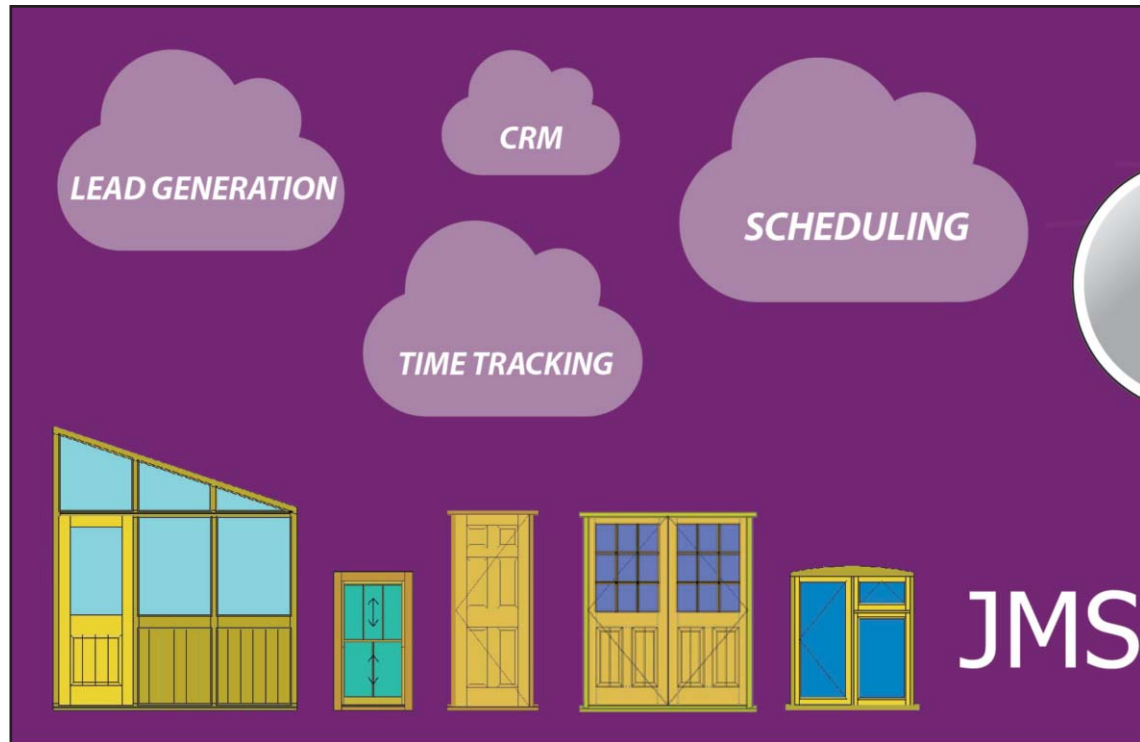 LEAD GENERATION
CRM
SCHEDULING
TIME TRACKING
JMS